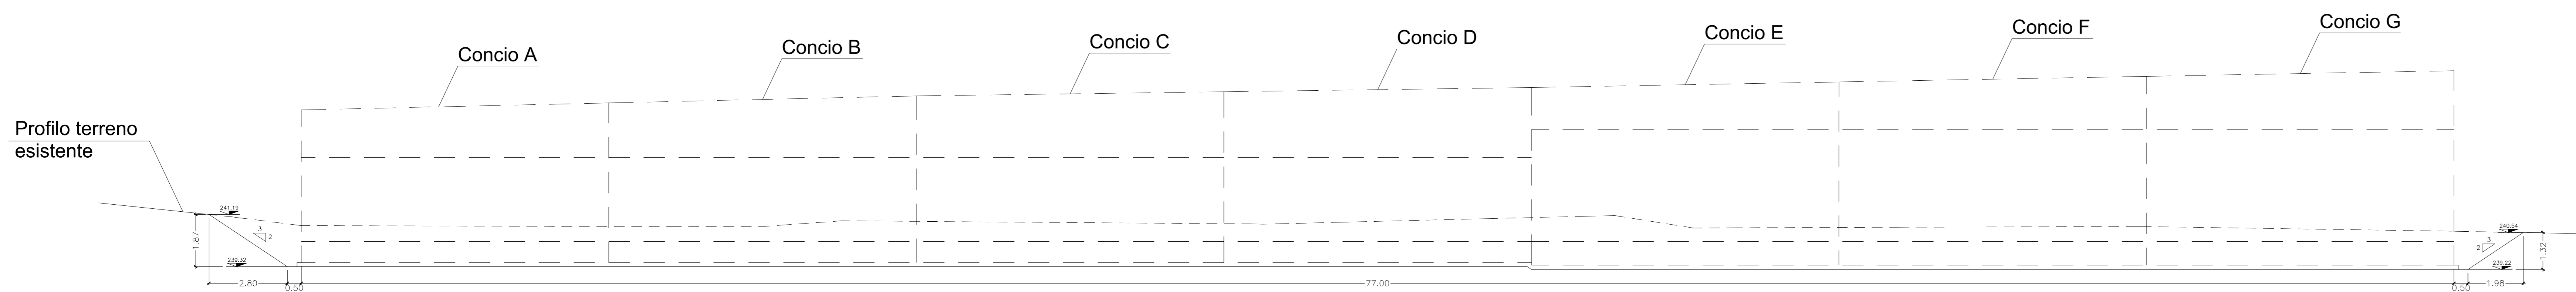 Concio A
Concio B
Concio C
Concio D
Concio E
Concio F
Concio G
Profilo terreno
esistente
241.19
3
2
1.87
239.32
2.80
0.50
77.00
240.54
3
2
1.32
239.22
0.50
1.98